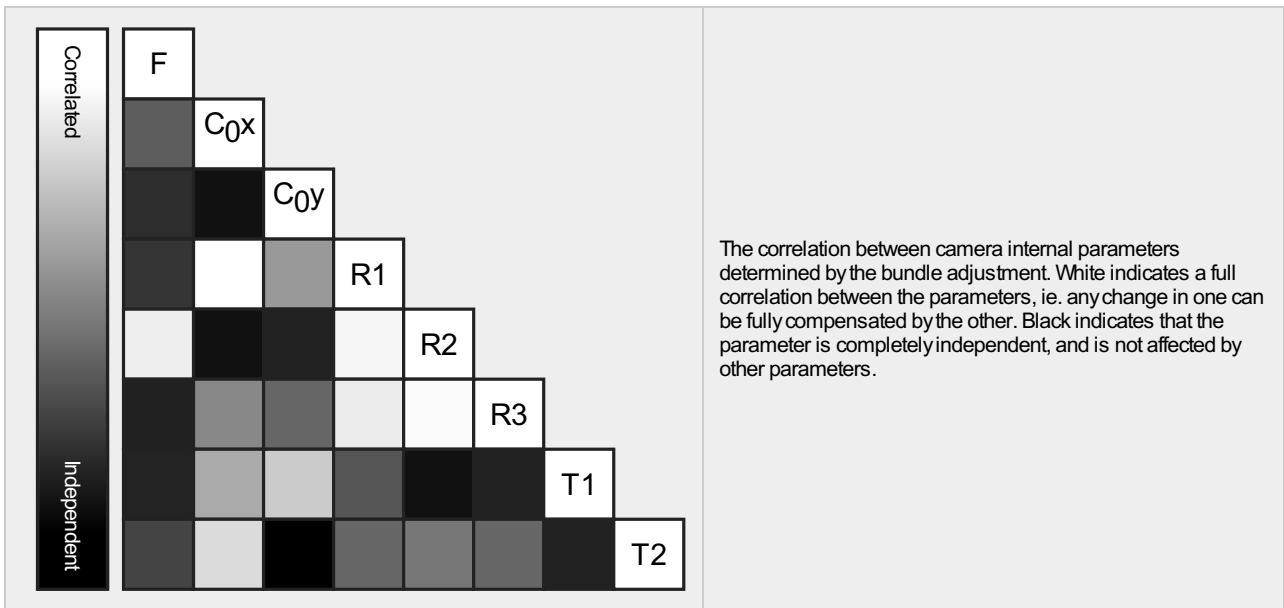 Correlated
Independent
F
C0x
C0y
R1
R2
R3
T1
T2
The correlation between camera internal parameters
determined by the bundle adjustment. White indicates a full
correlation between the parameters, ie. any change in one can
be fully compensated by the other. Black indicates that the
parameter is completely independent, and is not affected by
other parameters.